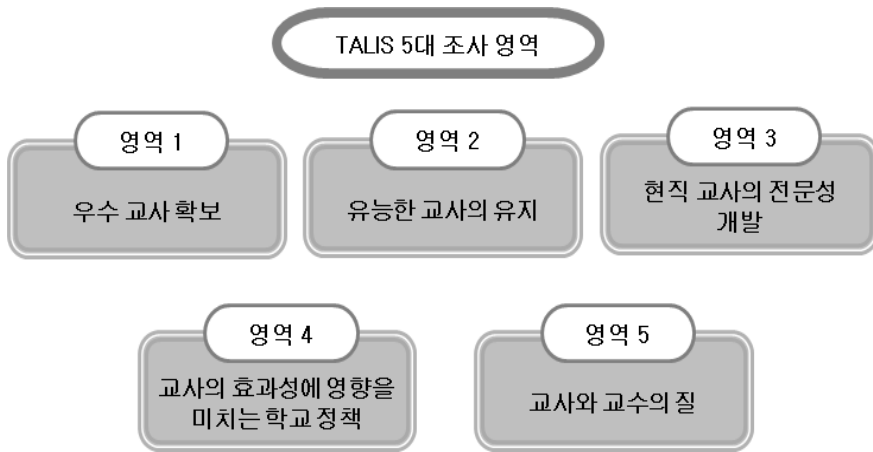 TALIS 5대 조사 영역
영역 1
우수 교사 확보
영역 2
유능한 교사의 유지
영역 3
현직 교사의 전문성
개발
영역 4
교사의 효과성에 영향을
미치는 학교 정책
영역 5
교사와 교수의 질